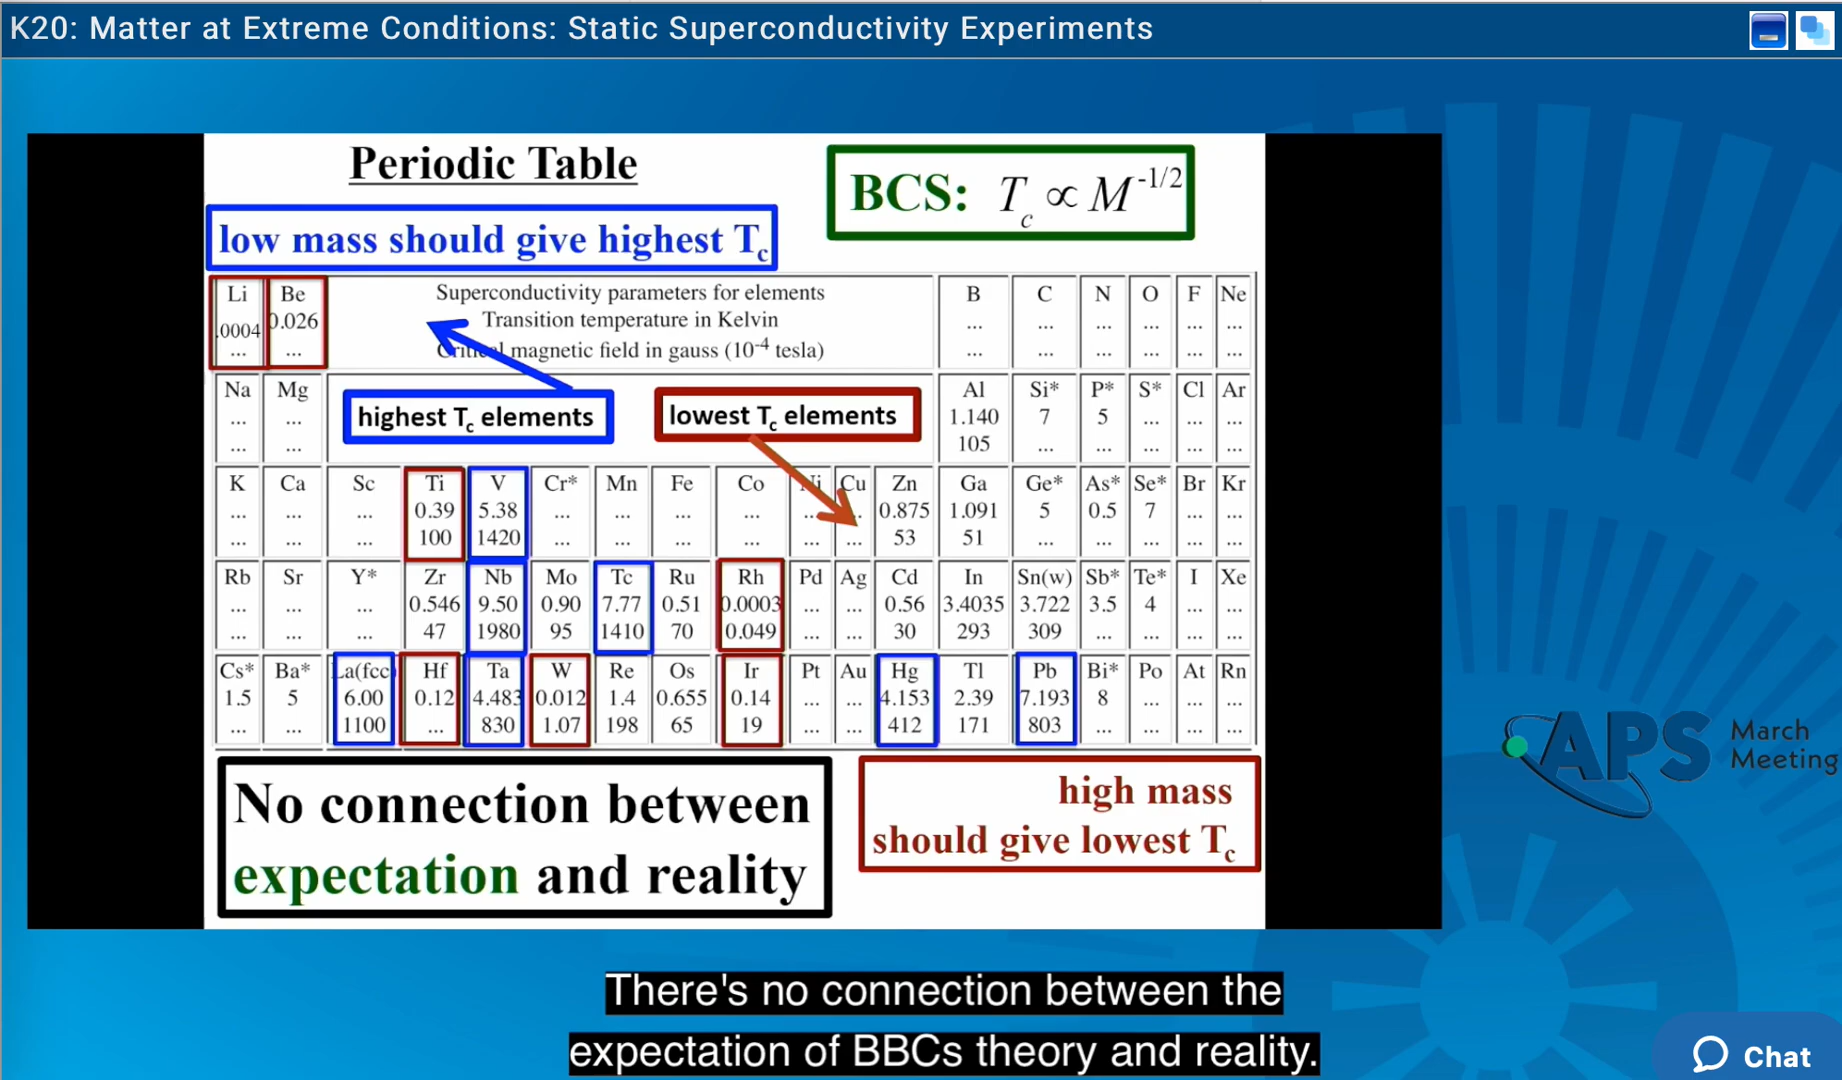 K20: Matter at Extreme Conditions: Static Superconductivity Experiments
Periodic Table
BCS: T_c ∝ M^-1/2
low mass should give highest T_c
Li Be Superconductivity parameters for elements B C N O F Ne
.0004 0.026 Transition temperature in Kelvin ... ... ... ... ... ...
... ... magnetic field in gauss (10^-4 tesla) ... ... ... ... ... ...
Na Mg Al Si* P* S* Cl Ar
... ... highest T_c elements lowest T_c elements 1.140 7 5 ... ... ...
... ... 105 ... ... ... ... ...
K Ca Sc Ti V Cr* Mn Fe Co Ni Cu Zn Ga Ge* As* Se* Br Kr
... ... ... 0.39 5.38 ... ... ... ... ... ... 0.875 1.091 5 0.5 7 ... ...
... ... ... 100 1420 ... ... ... ... ... ... 53 51 ... ... ... ... ...
Rb Sr Y* Zr Nb Mo Tc Ru Rh Pd Ag Cd In Sn(w) Sb* Te* I Xe
... ... ... 0.546 9.50 0.90 7.77 0.51 0.0003 ... ... 0.56 3.4035 3.722 3.5 4 ... ...
... ... ... 47 1980 95 1410 70 0.049 ... ... 30 293 309 ... ... ... ...
Cs* Ba* La(fcc) Hf Ta W Re Os Ir Pt Au Hg Tl Pb Bi* Po At Rn
1.5 5 6.00 0.12 4.483 0.012 1.4 0.655 0.14 ... ... 4.153 2.39 7.193 8 ... ... ...
... ... 1100 ... 830 1.07 198 65 19 ... ... 412 171 803 ... ... ... ...
No connection between
expectation and reality
high mass
should give lowest T_c
APS March
Meeting
There's no connection between the
expectation of BBCs theory and reality.
Chat